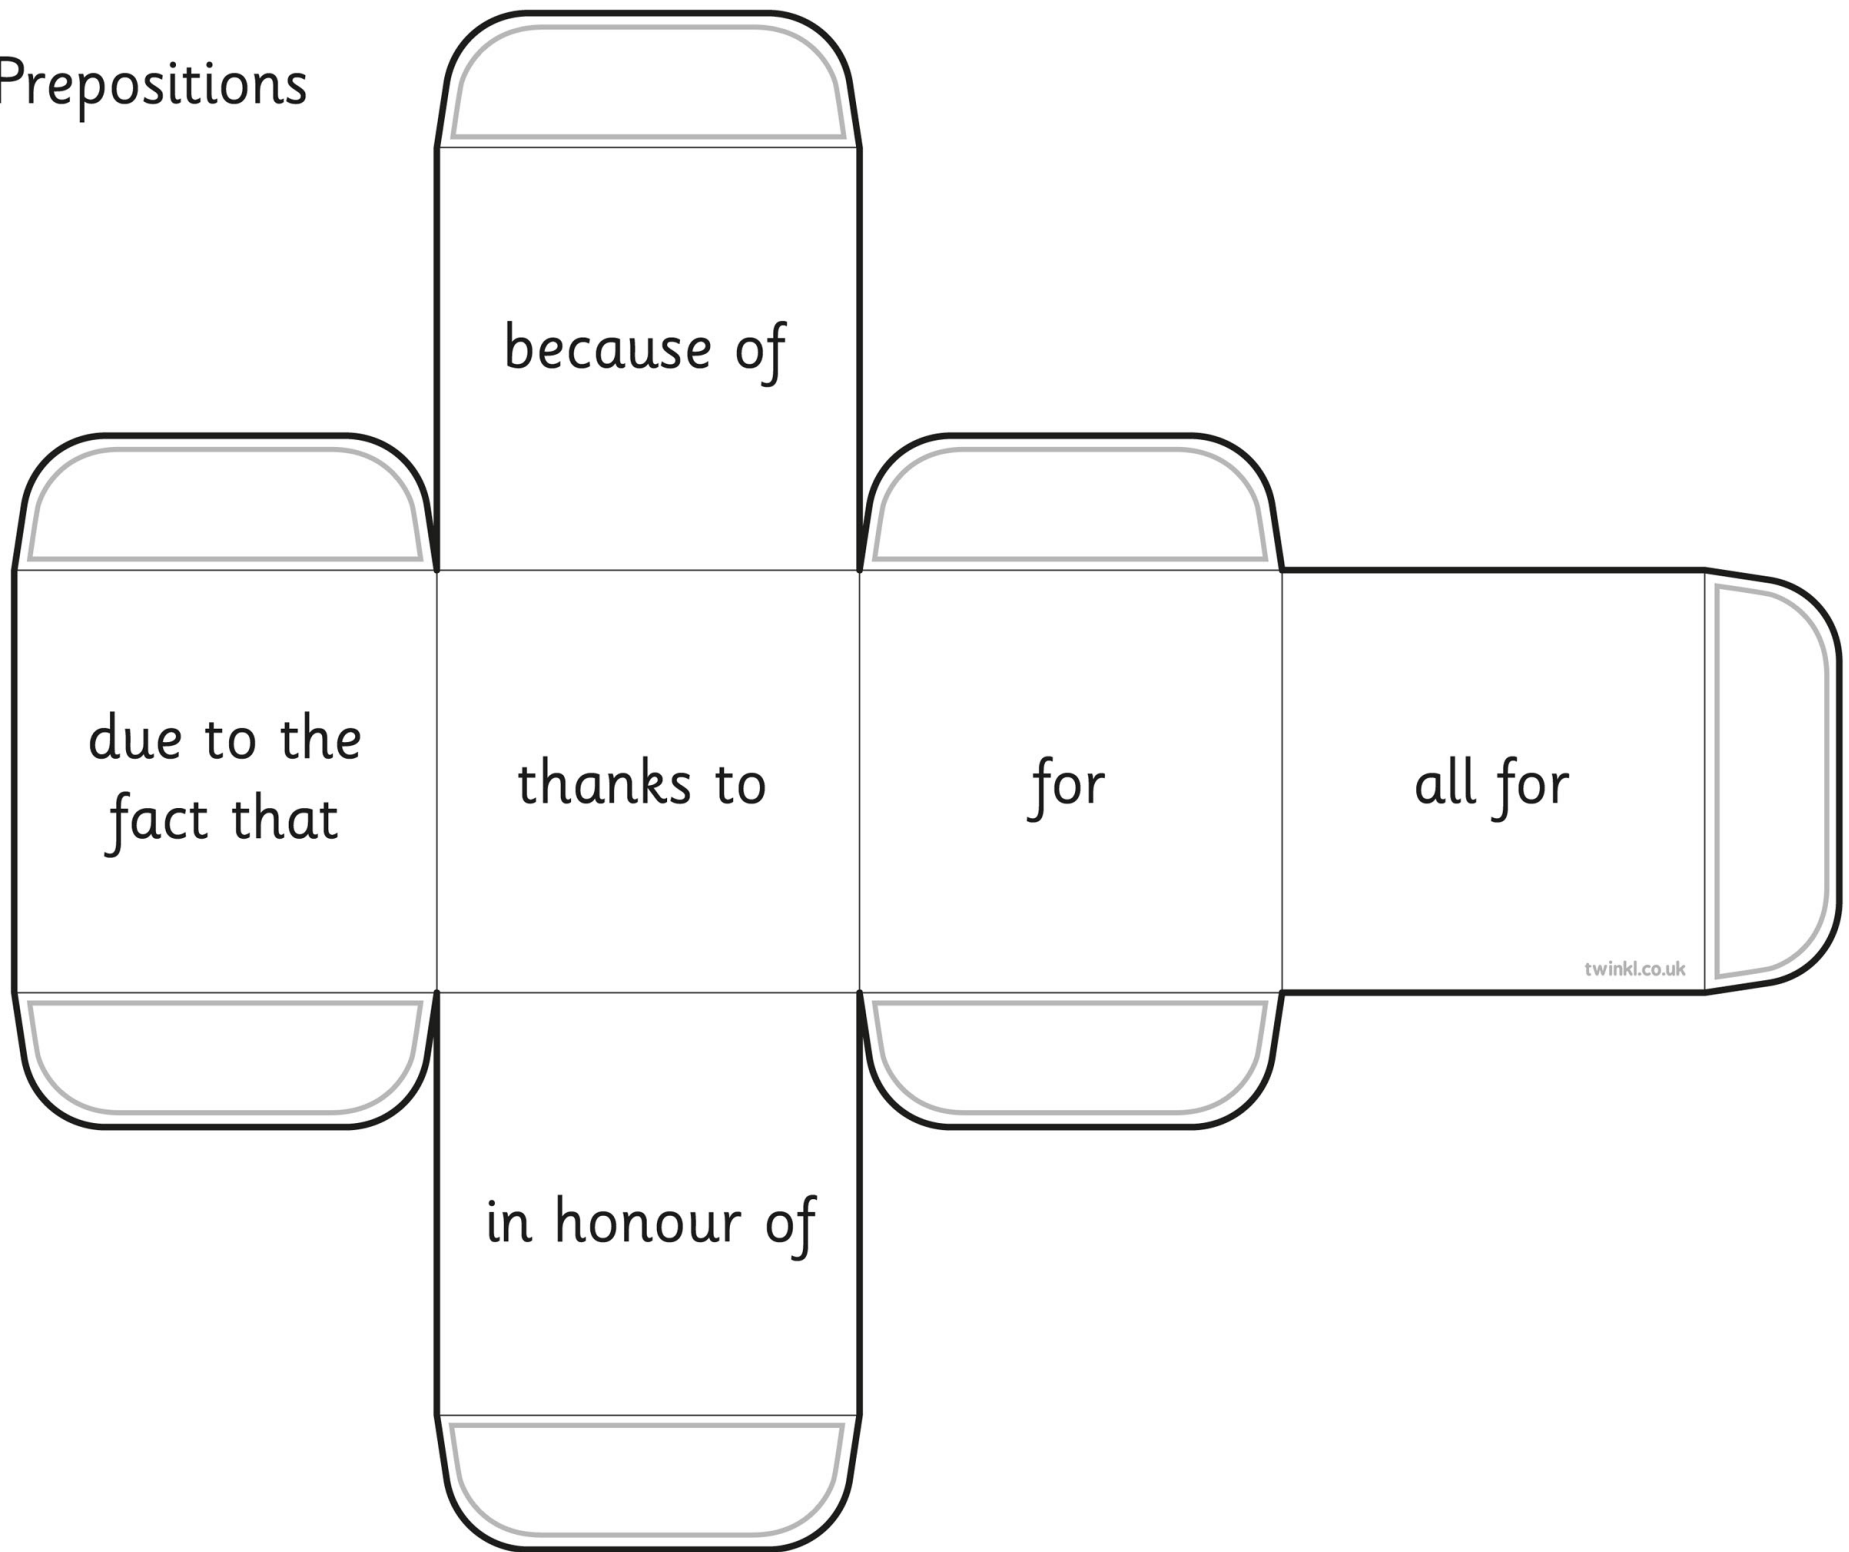 Prepositions
because of
due to the
fact that
thanks to
for
all for
twinkl.co.uk
in honour of